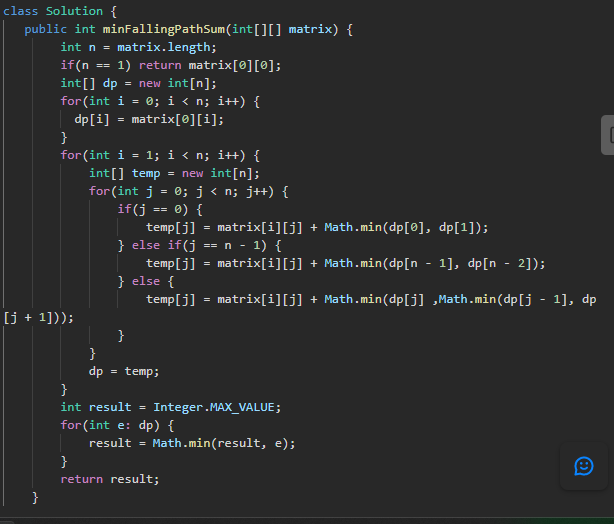 class Solution {
   public int minFallingPathSum(int[][] matrix) {
        int n = matrix.length;
        if(n == 1) return matrix[0][0];
        int[] dp = new int[n];
        for(int i = 0; i < n; i++) {
          dp[i] = matrix[0][i];
        }
        for(int i = 1; i < n; i++) {
            int[] temp = new int[n];
            for(int j = 0; j < n; j++) {
                if(j == 0) {
                    temp[j] = matrix[i][j] + Math.min(dp[0], dp[1]);
                } else if(j == n - 1) {
                    temp[j] = matrix[i][j] + Math.min(dp[n - 1], dp[n - 2]);
                } else {
                    temp[j] = matrix[i][j] + Math.min(dp[j] ,Math.min(dp[j - 1], dp
[j + 1]));
                }
            }
            dp = temp;
        }
        int result = Integer.MAX_VALUE;
        for(int e: dp) {
            result = Math.min(result, e);
        }
        return result;
    }